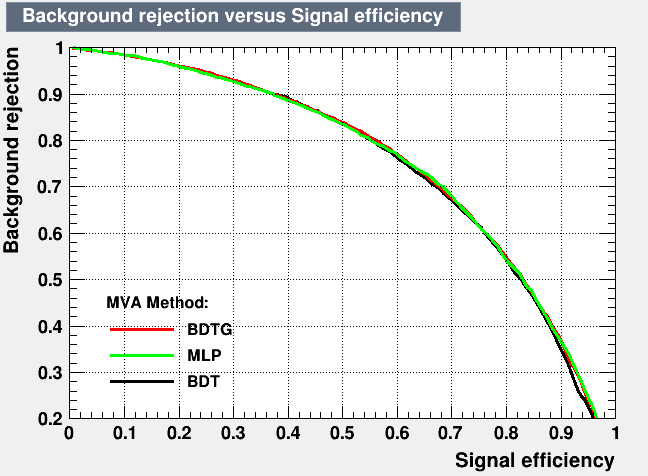 Background rejection versus Signal efficiency
Background rejection
1
0.9
0.8
0.7
0.6
0.5
0.4
0.3
0.2
MVA Method:
BDTG
MLP
BDT
0 0.1 0.2 0.3 0.4 0.5 0.6 0.7 0.8 0.9 1
Signal efficiency